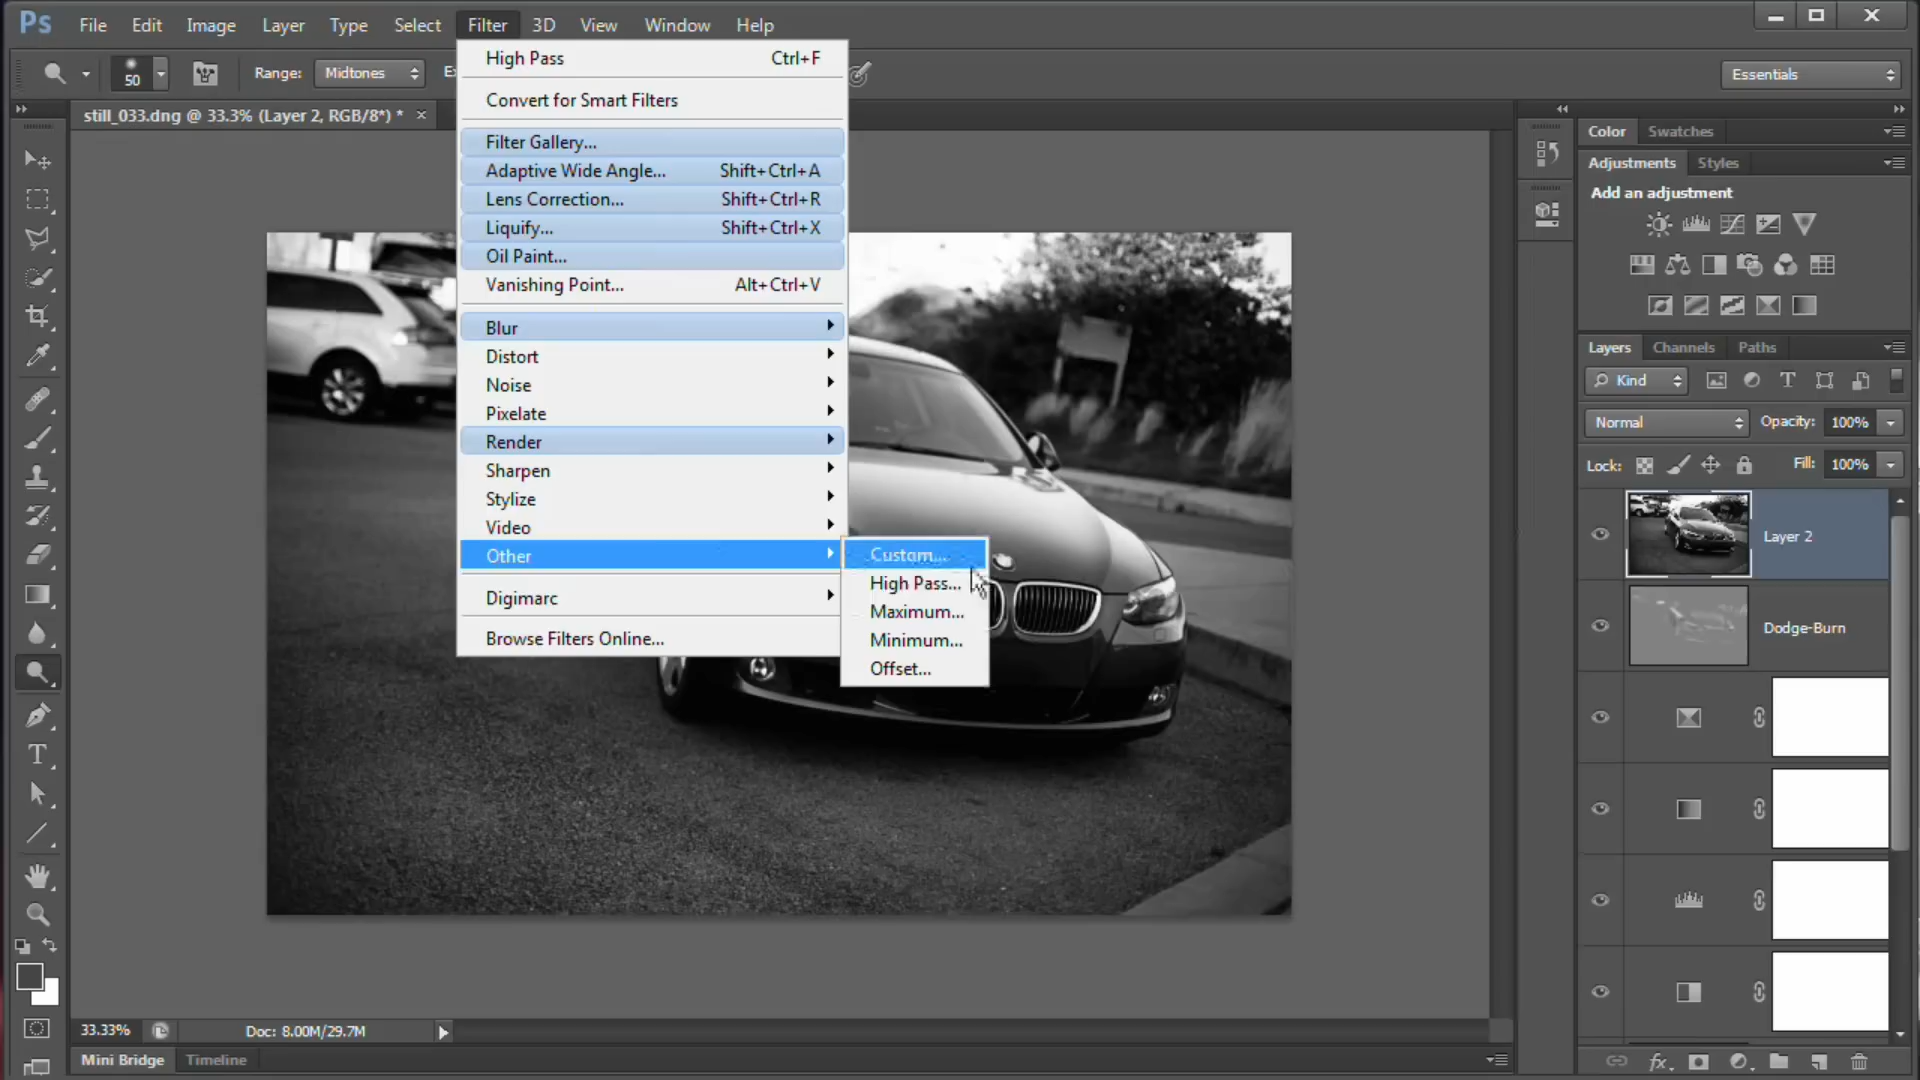 Ps File Edit Image Layer Type Select Filter 3D View Window Help
50 Range: Midtones
Essentials
still_033.dng @ 33.3% (Layer 2, RGB/8*) *
High Pass Ctrl+F
Convert for Smart Filters
Filter Gallery...
Adaptive Wide Angle... Shift+Ctrl+A
Lens Correction... Shift+Ctrl+R
Liquify... Shift+Ctrl+X
Oil Paint...
Vanishing Point... Alt+Ctrl+V
Blur
Distort
Noise
Pixelate
Render
Sharpen
Stylize
Video
Other
Digimarc
Browse Filters Online...
Custom...
High Pass...
Maximum...
Minimum...
Offset...
Color Swatches
Adjustments Styles
Add an adjustment
Layers Channels Paths
Kind
Normal Opacity: 100%
Lock: Fill: 100%
Layer 2
Dodge-Burn
33.33% Doc: 8.00M/29.7M
Mini Bridge Timeline